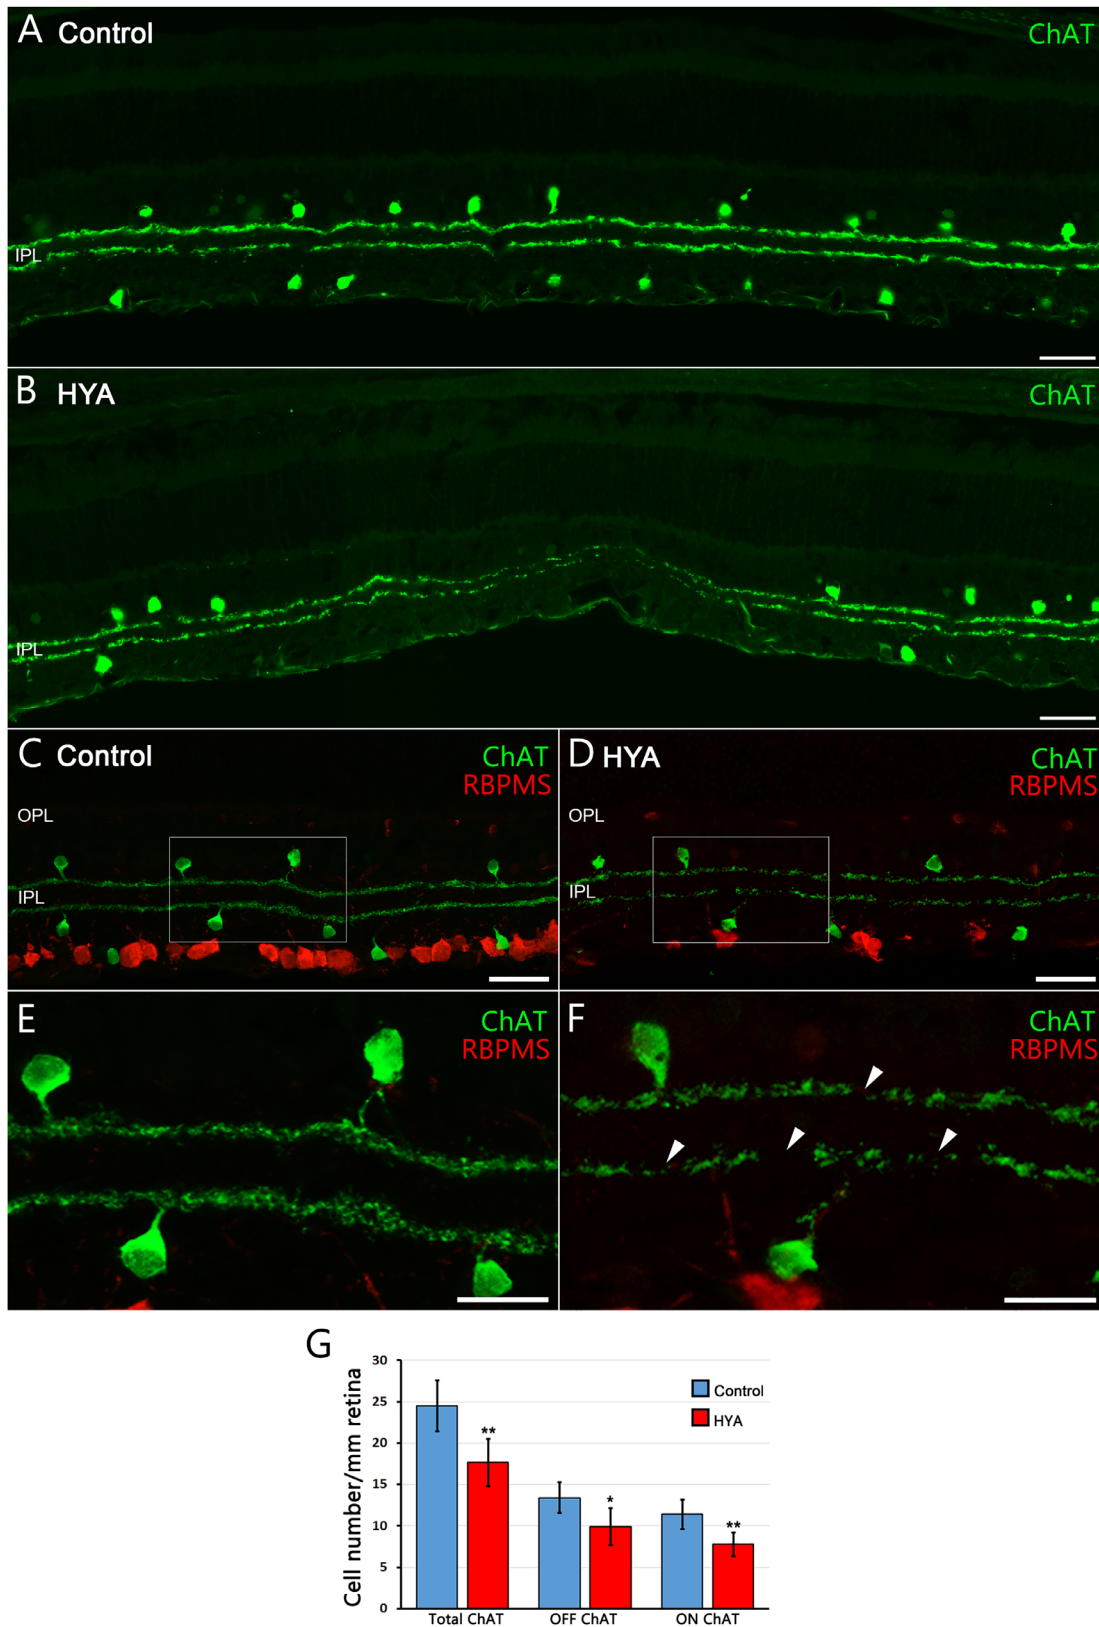 A Control ChAT
IPL
B HYA ChAT
IPL
C Control ChAT
RBPMS
OPL
IPL
D HYA ChAT
RBPMS
OPL
IPL
E ChAT
RBPMS
F ChAT
RBPMS
G
Cell number/mm retina
30
25
20
15
10
5
0
Control
HYA
**
*
**
Total ChAT OFF ChAT ON ChAT